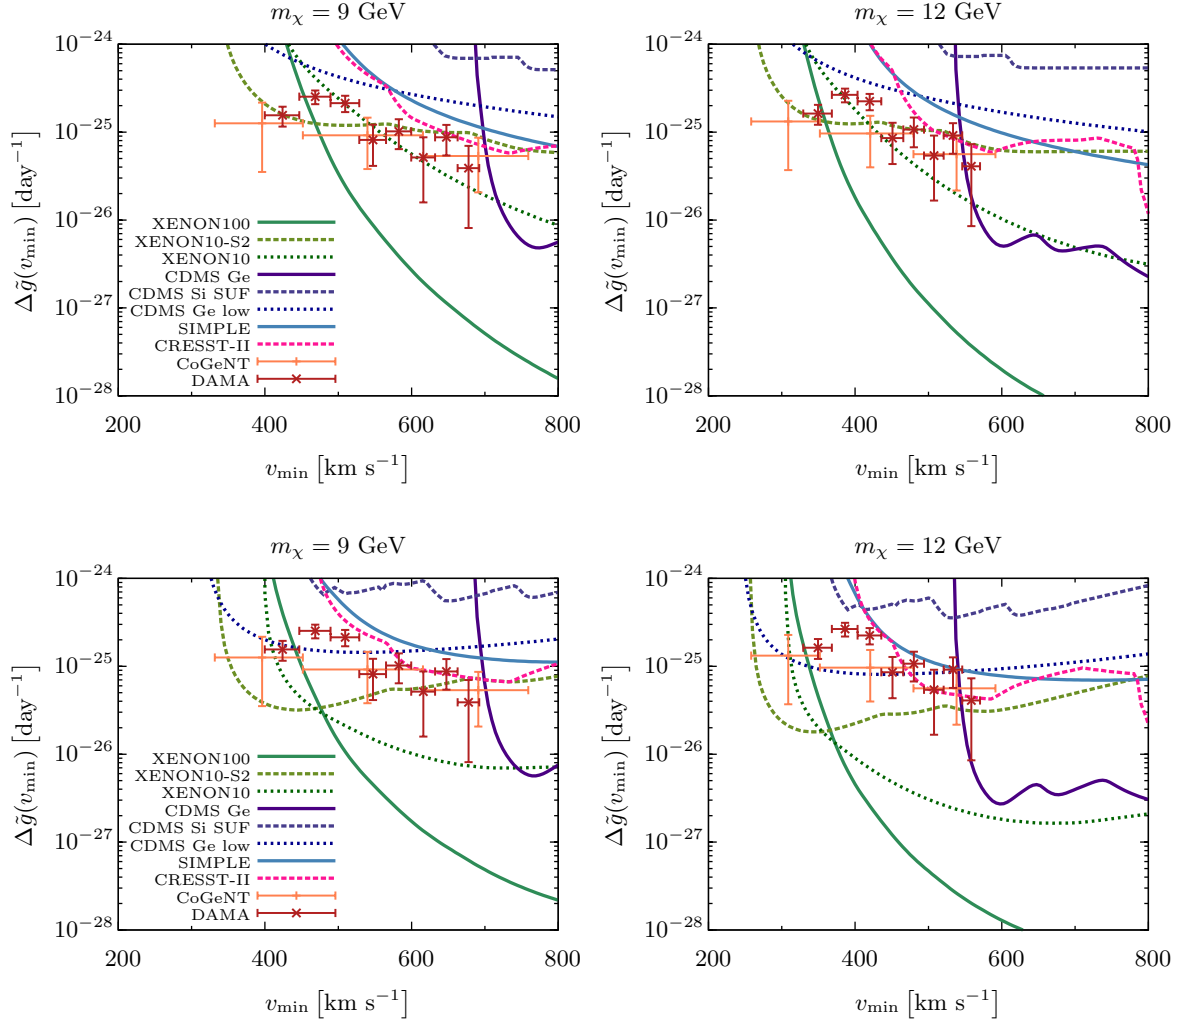 m_χ = 9 GeV
m_χ = 12 GeV
10⁻²⁴
10⁻²⁵
10⁻²⁶
10⁻²⁷
10⁻²⁸
Δg̃(v_min) [day⁻¹]
XENON100
XENON10-S2
XENON10
CDMS Ge
CDMS Si SUF
CDMS Ge low
SIMPLE
CRESST-II
CoGeNT
DAMA
200 400 600 800
v_min [km s⁻¹]
10⁻²⁴
10⁻²⁵
10⁻²⁶
10⁻²⁷
10⁻²⁸
Δg̃(v_min) [day⁻¹]
200 400 600 800
v_min [km s⁻¹]
m_χ = 9 GeV
m_χ = 12 GeV
10⁻²⁴
10⁻²⁵
10⁻²⁶
10⁻²⁷
10⁻²⁸
Δg̃(v_min) [day⁻¹]
XENON100
XENON10-S2
XENON10
CDMS Ge
CDMS Si SUF
CDMS Ge low
SIMPLE
CRESST-II
CoGeNT
DAMA
200 400 600 800
v_min [km s⁻¹]
10⁻²⁴
10⁻²⁵
10⁻²⁶
10⁻²⁷
10⁻²⁸
Δg̃(v_min) [day⁻¹]
200 400 600 800
v_min [km s⁻¹]